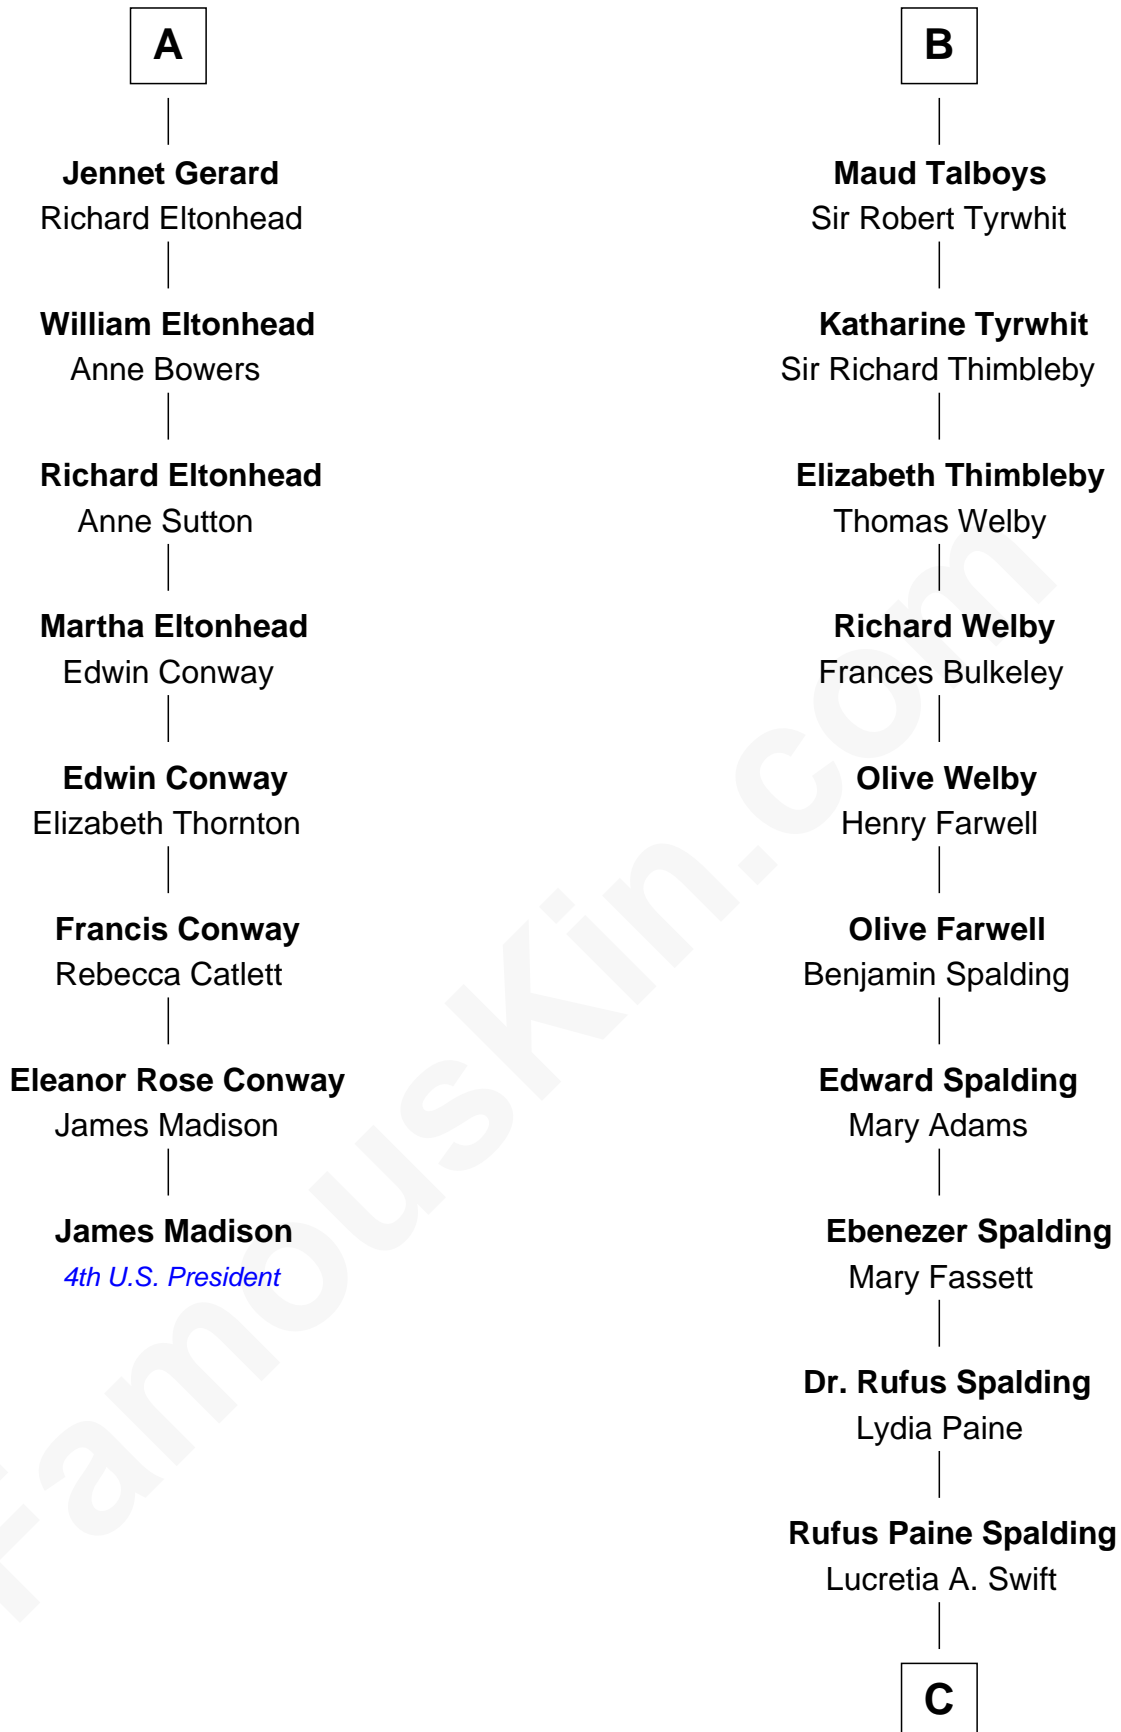 A
Jennet Gerard
Richard Eltonhead
William Eltonhead
Anne Bowers
Richard Eltonhead
Anne Sutton
Martha Eltonhead
Edwin Conway
Edwin Conway
Elizabeth Thornton
Francis Conway
Rebecca Catlett
Eleanor Rose Conway
James Madison
James Madison
4th U.S. President
B
Maud Talboys
Sir Robert Tyrwhit
Katharine Tyrwhit
Sir Richard Thimbleby
Elizabeth Thimbleby
Thomas Welby
Richard Welby
Frances Bulkeley
Olive Welby
Henry Farwell
Olive Farwell
Benjamin Spalding
Edward Spalding
Mary Adams
Ebenezer Spalding
Mary Fassett
Dr. Rufus Spalding
Lydia Paine
Rufus Paine Spalding
Lucretia A. Swift
C
FamousKin.com